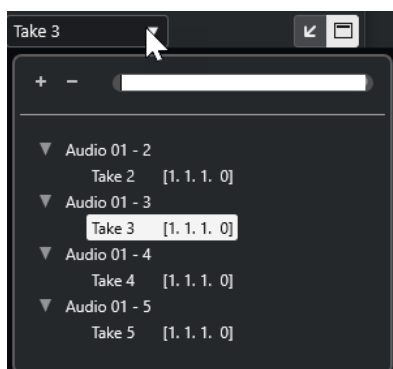 Take 3
+ −
Audio 01 - 2
Take 2 [1. 1. 1. 0]
Audio 01 - 3
Take 3 [1. 1. 1. 0]
Audio 01 - 4
Take 4 [1. 1. 1. 0]
Audio 01 - 5
Take 5 [1. 1. 1. 0]